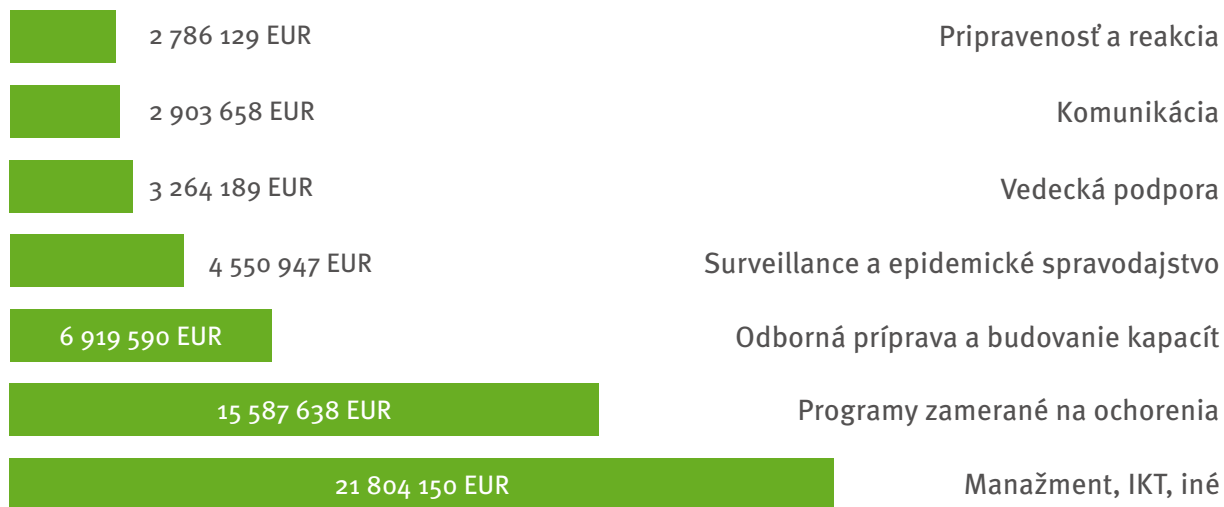 2 786 129 EUR Pripravenosť a reakcia
2 903 658 EUR Komunikácia
3 264 189 EUR Vedecká podpora
4 550 947 EUR Surveillance a epidemické spravodajstvo
6 919 590 EUR Odborná príprava a budovanie kapacít
15 587 638 EUR Programy zamerané na ochorenia
21 804 150 EUR Manažment, IKT, iné